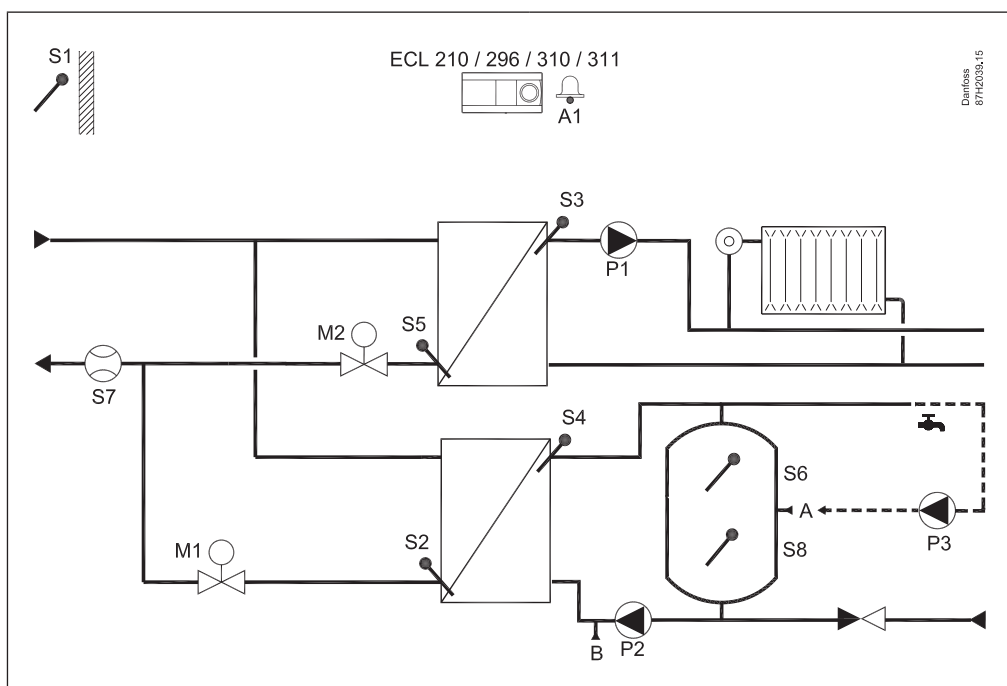 S1
ECL 210 / 296 / 310 / 311
A1
Danfoss
87H2039.15
S3
P1
M2
S5
S7
S4
S6
A
S8
P3
M1
S2
B
P2